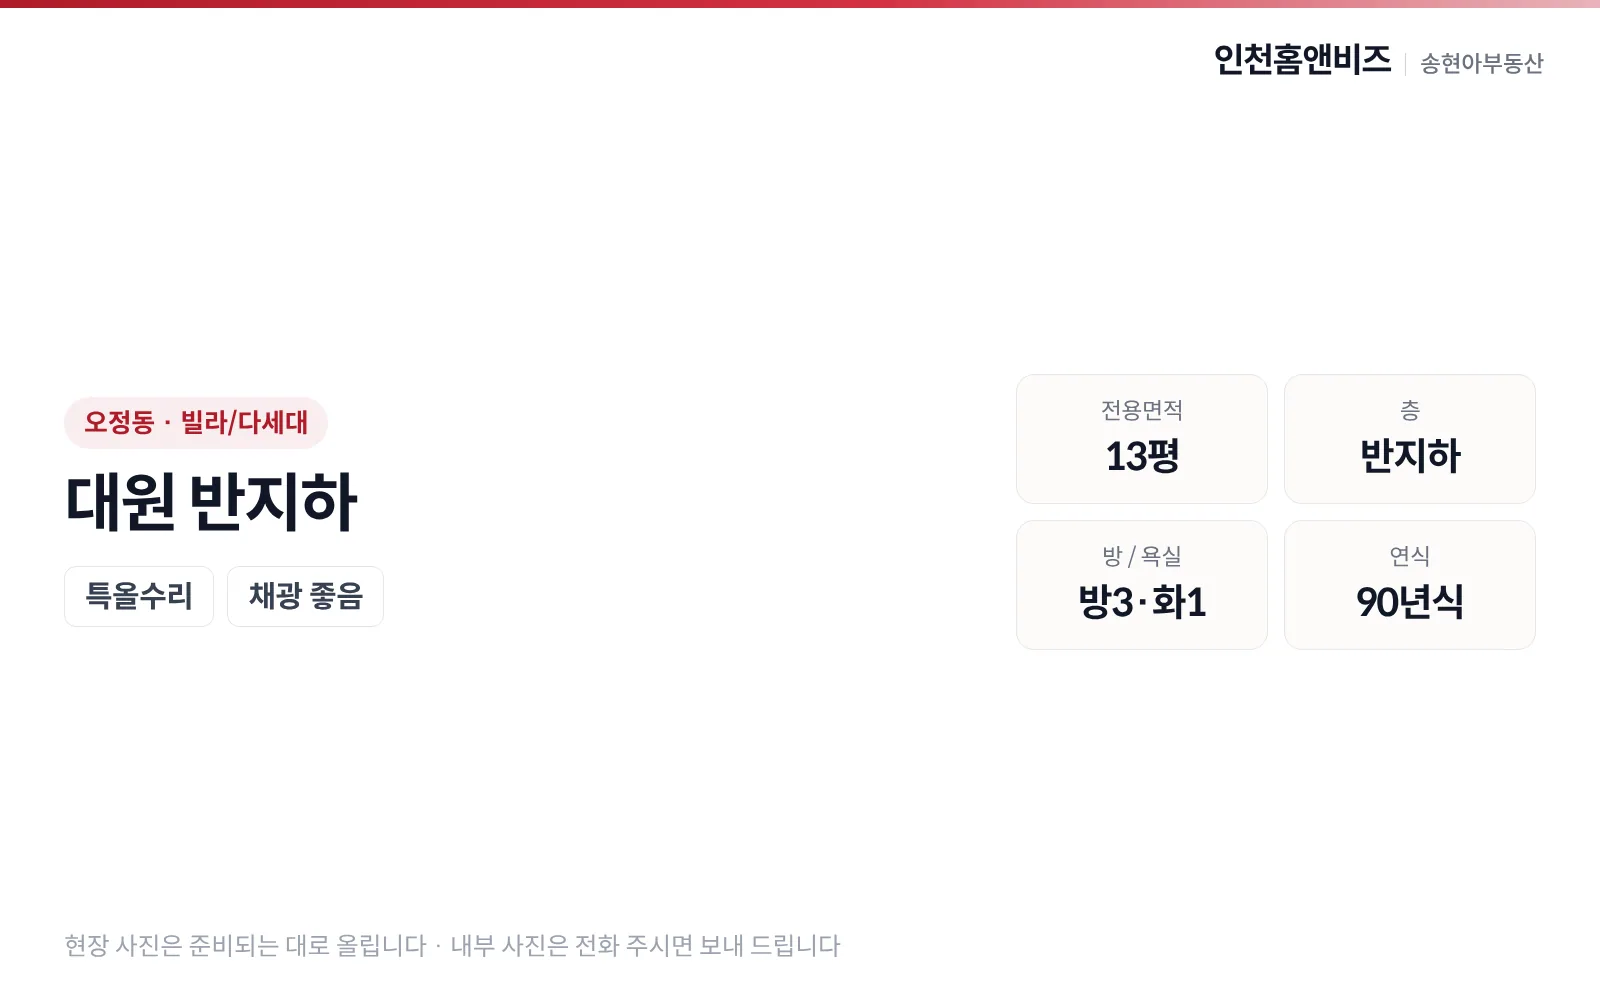 인천홈앤비즈 | 송현아부동산
오정동 · 빌라/다세대
대원 반지하
특올수리
채광 좋음
전용면적
13평
층
반지하
방 / 욕실
방3·화1
연식
90년식
현장 사진은 준비되는 대로 올립니다 · 내부 사진은 전화 주시면 보내 드립니다